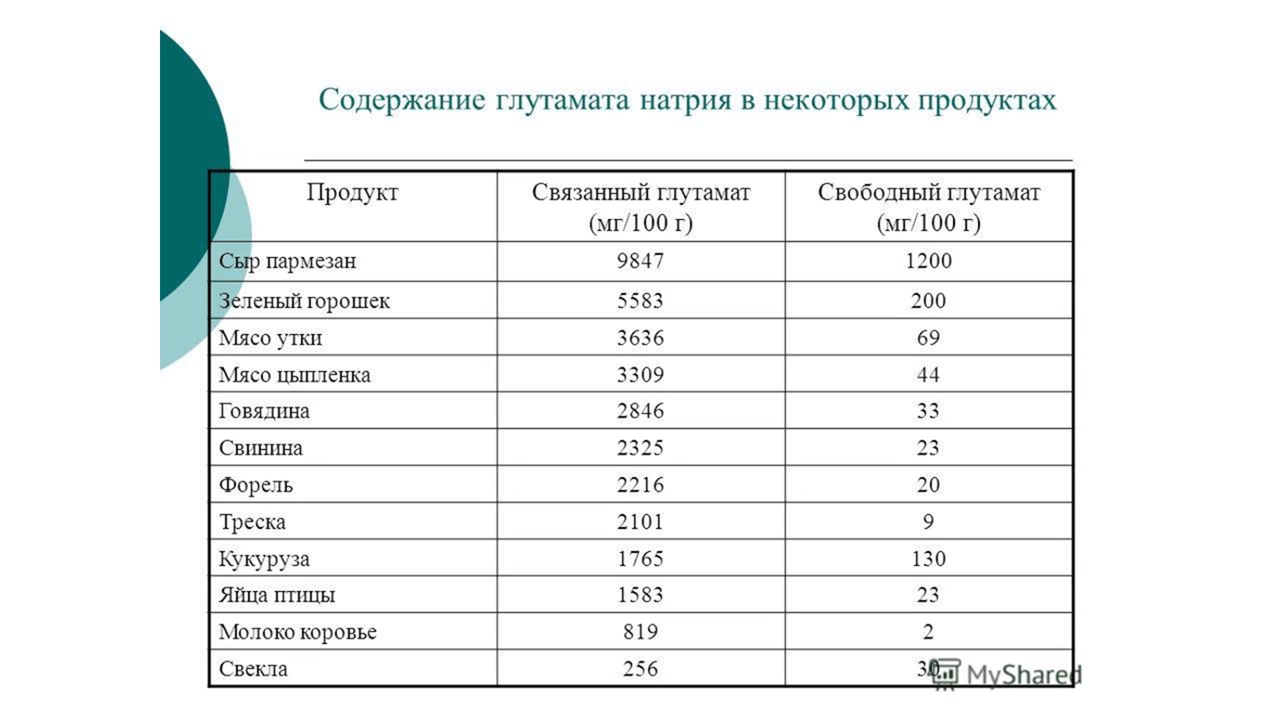 Содержание глутамата натрия в некоторых продуктах
Продукт Связанный глутамат (мг/100 г) Свободный глутамат (мг/100 г)
Сыр пармезан 9847 1200
Зеленый горошек 5583 200
Мясо утки 3636 69
Мясо цыпленка 3309 44
Говядина 2846 33
Свинина 2325 23
Форель 2216 20
Треска 2101 9
Кукуруза 1765 130
Яйца птицы 1583 23
Молоко коровье 819 2
Свекла 256 30
MyShared